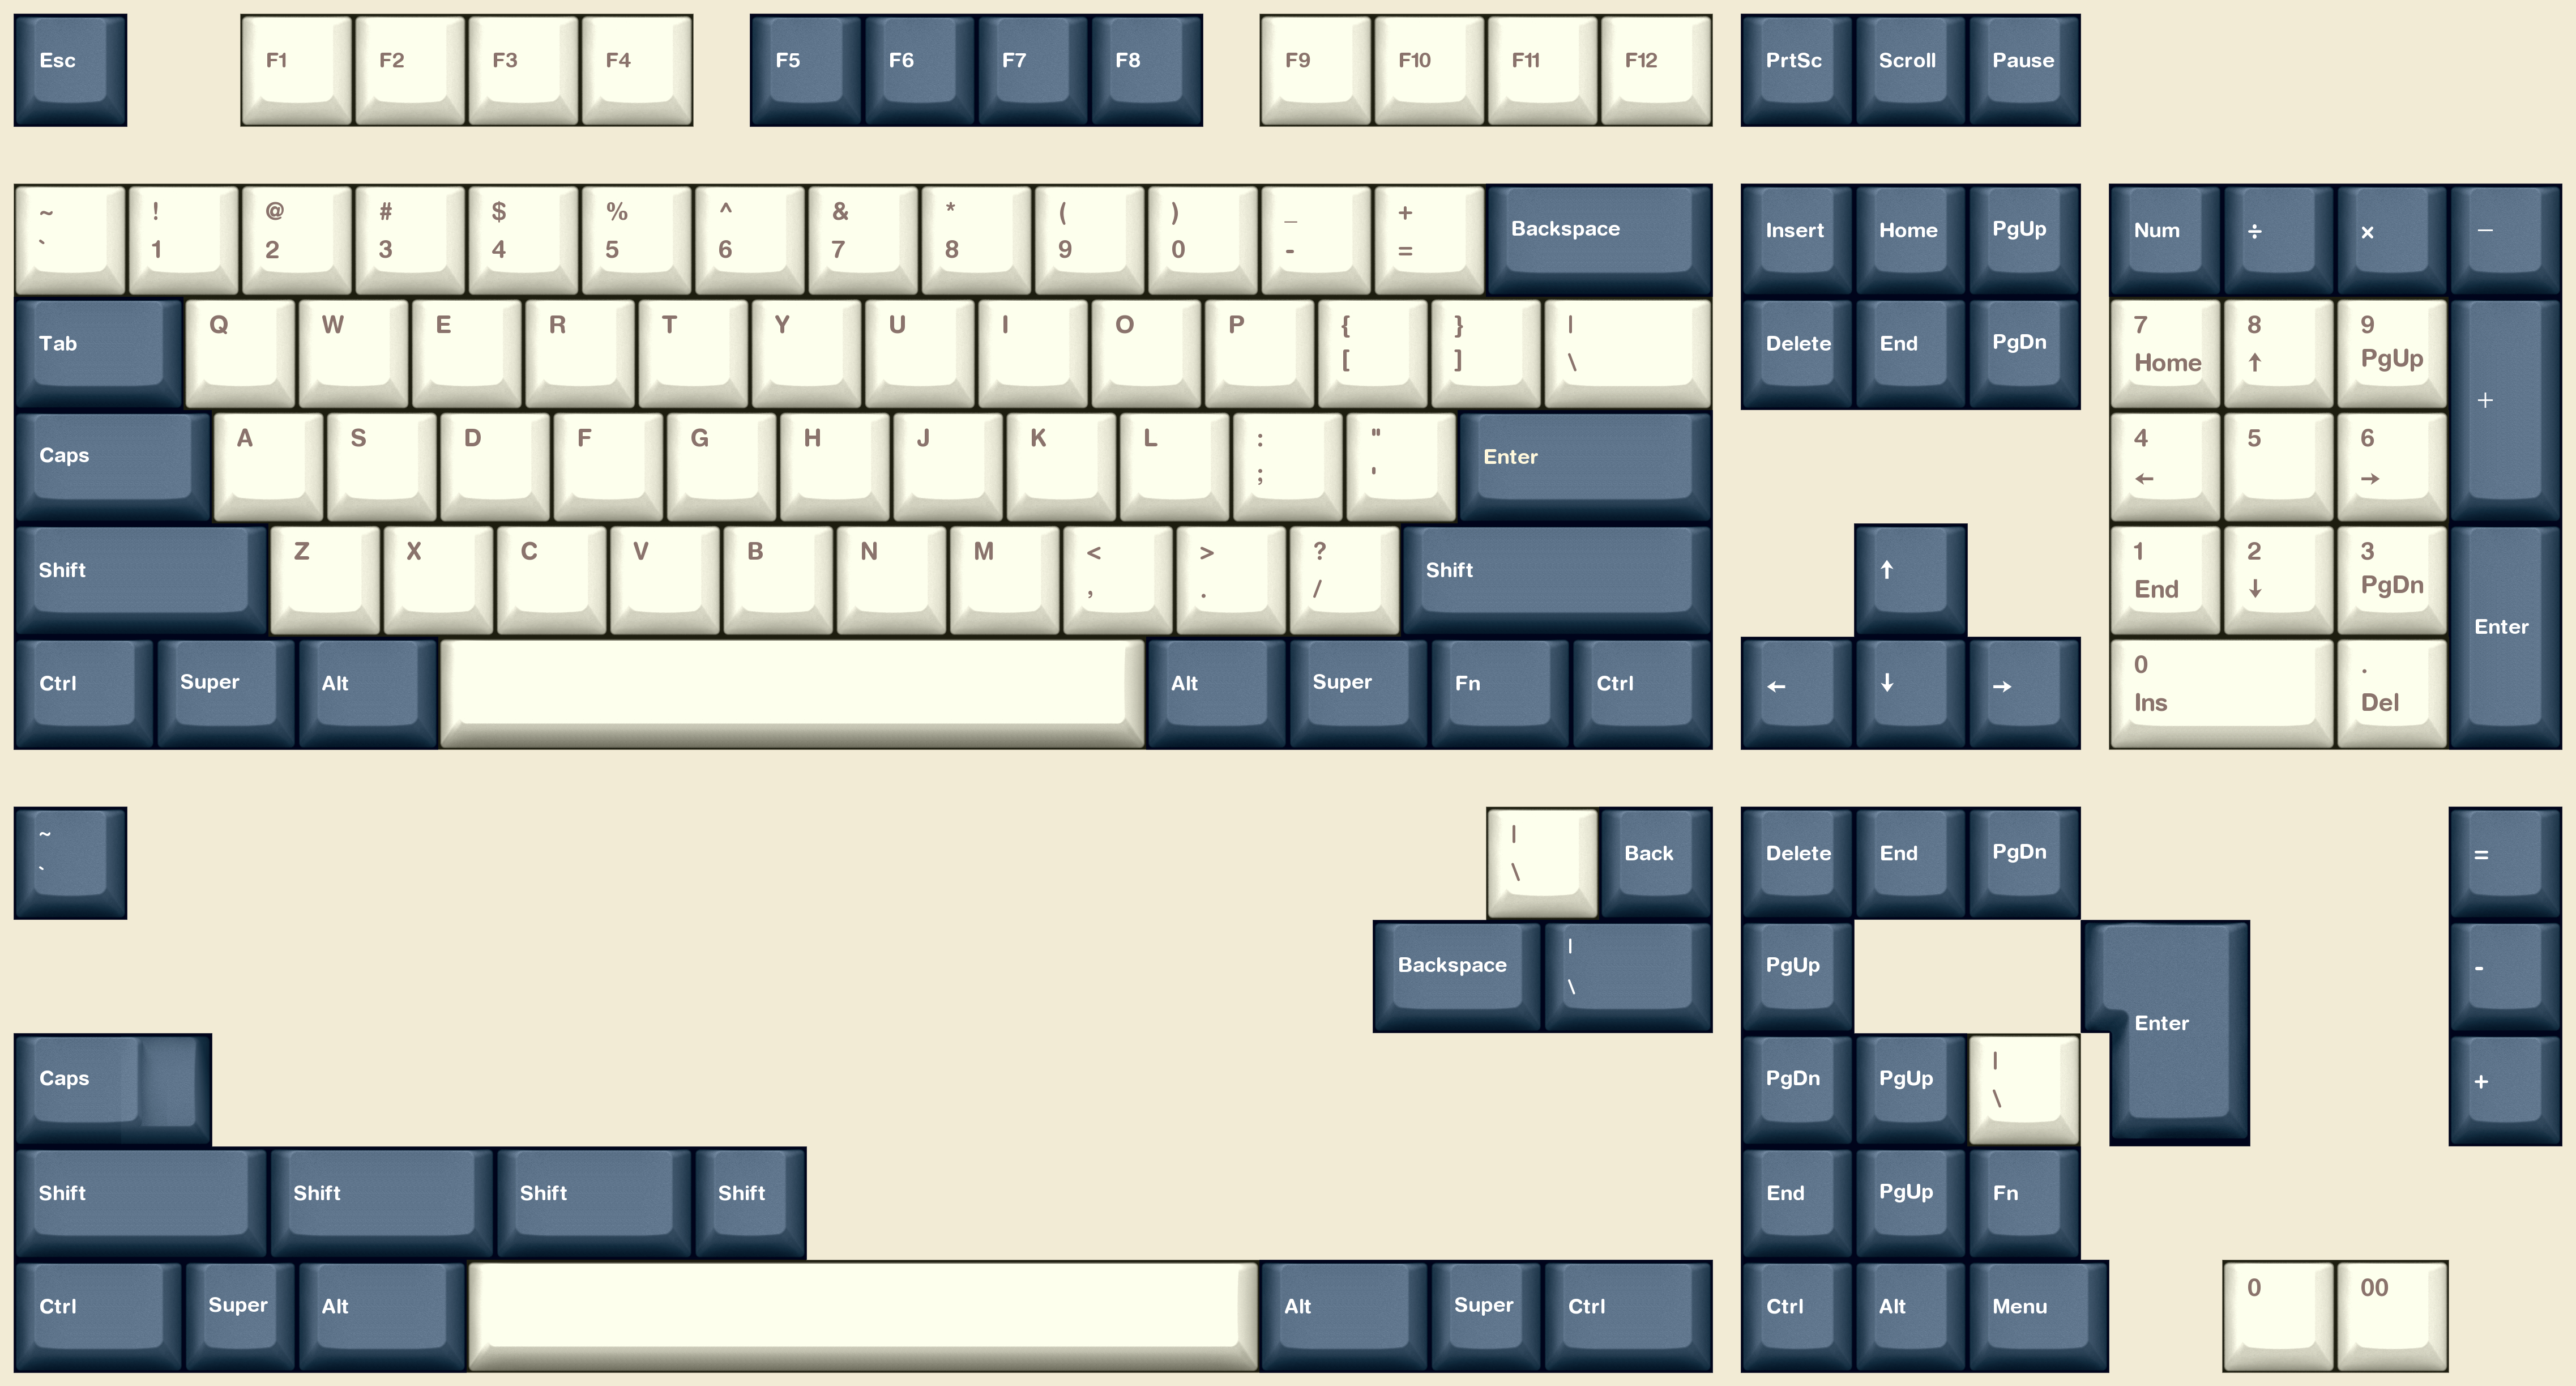 Esc F1 F2 F3 F4 F5 F6 F7 F8 F9 F10 F11 F12 PrtSc Scroll Pause
~ ! @ # $ % ^ & * ( ) _ +
` 1 2 3 4 5 6 7 8 9 0 - = Backspace Insert Home PgUp Num ÷ × −
Tab Q W E R T Y U I O P { } | Delete End PgDn 7 8 9
[ ] \ Home ↑ PgUp +
Caps A S D F G H J K L : " Enter 4 5 6
; ' ← →
Shift Z X C V B N M < > ? Shift ↑ 1 2 3
, . / End ↓ PgDn Enter
Ctrl Super Alt Alt Super Fn Ctrl ← ↓ → 0 .
Ins Del
~ | Back Delete End PgDn =
` \
Backspace | PgUp -
\
Enter
Caps PgDn PgUp | +
\
Shift Shift Shift Shift End PgUp Fn
Ctrl Super Alt Alt Super Ctrl Ctrl Alt Menu 0 00